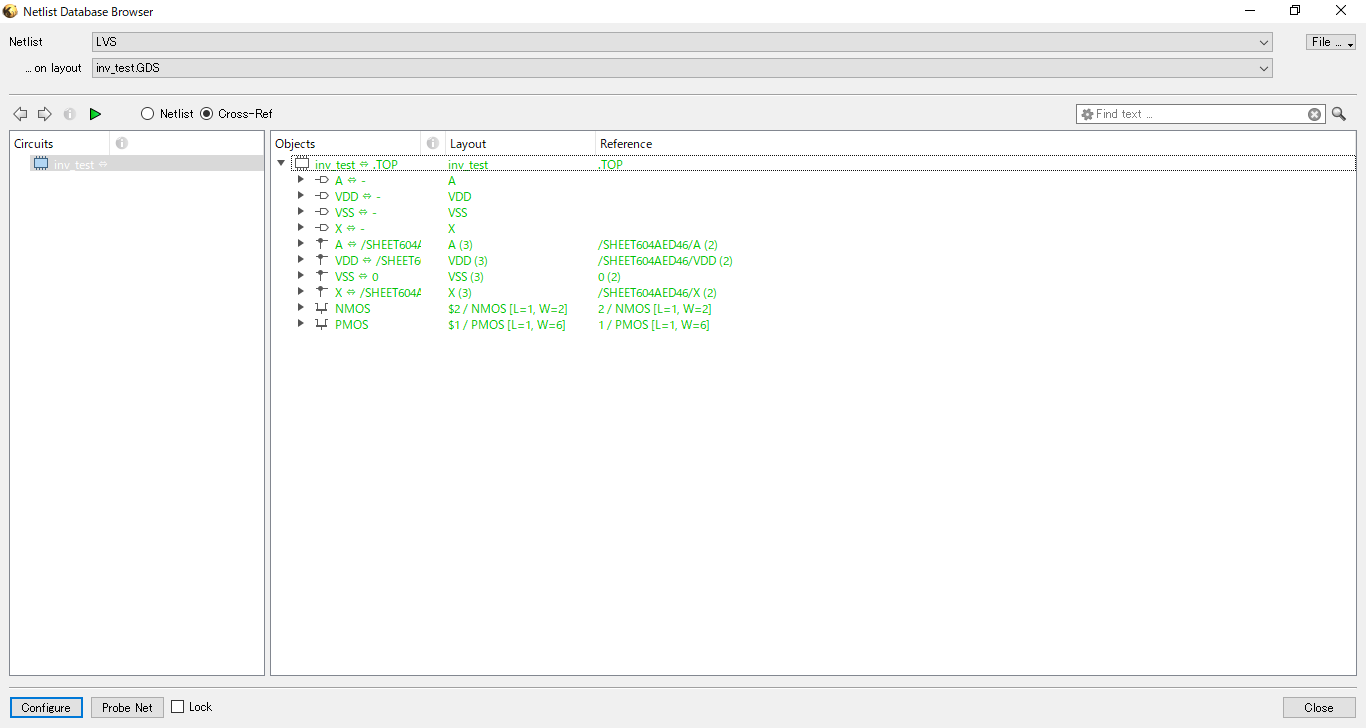 Netlist Database Browser
Netlist LVS File ...
... on layout inv_test.GDS
Netlist Cross-Ref Find text ...
Circuits
inv_test ⇔
Objects Layout Reference
inv_test ⇔ .TOP inv_test .TOP
A ⇔ - A
VDD ⇔ - VDD
VSS ⇔ - VSS
X ⇔ - X
A ⇔ /SHEET604A A (3) /SHEET604AED46/A (2)
VDD ⇔ /SHEET6 VDD (3) /SHEET604AED46/VDD (2)
VSS ⇔ 0 VSS (3) 0 (2)
X ⇔ /SHEET604A X (3) /SHEET604AED46/X (2)
NMOS $2 / NMOS [L=1, W=2] 2 / NMOS [L=1, W=2]
PMOS $1 / PMOS [L=1, W=6] 1 / PMOS [L=1, W=6]
Configure Probe Net Lock Close